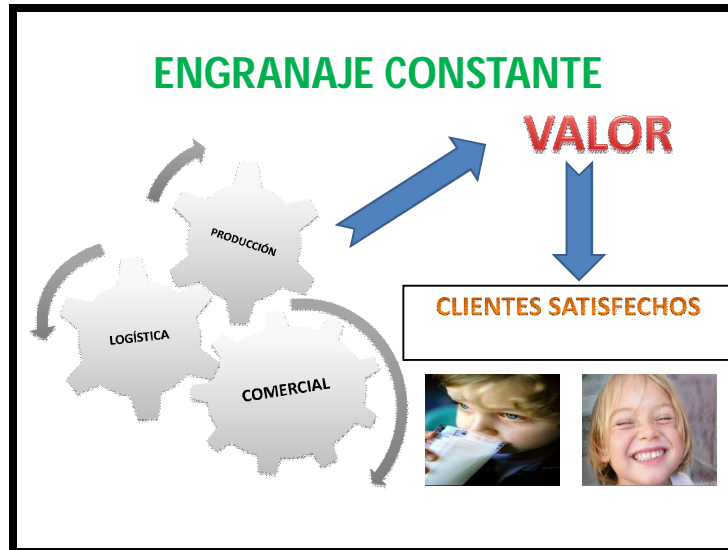 ENGRANAJE CONSTANTE
VALOR
PRODUCCIÓN
LOGÍSTICA
COMERCIAL
CLIENTES SATISFECHOS